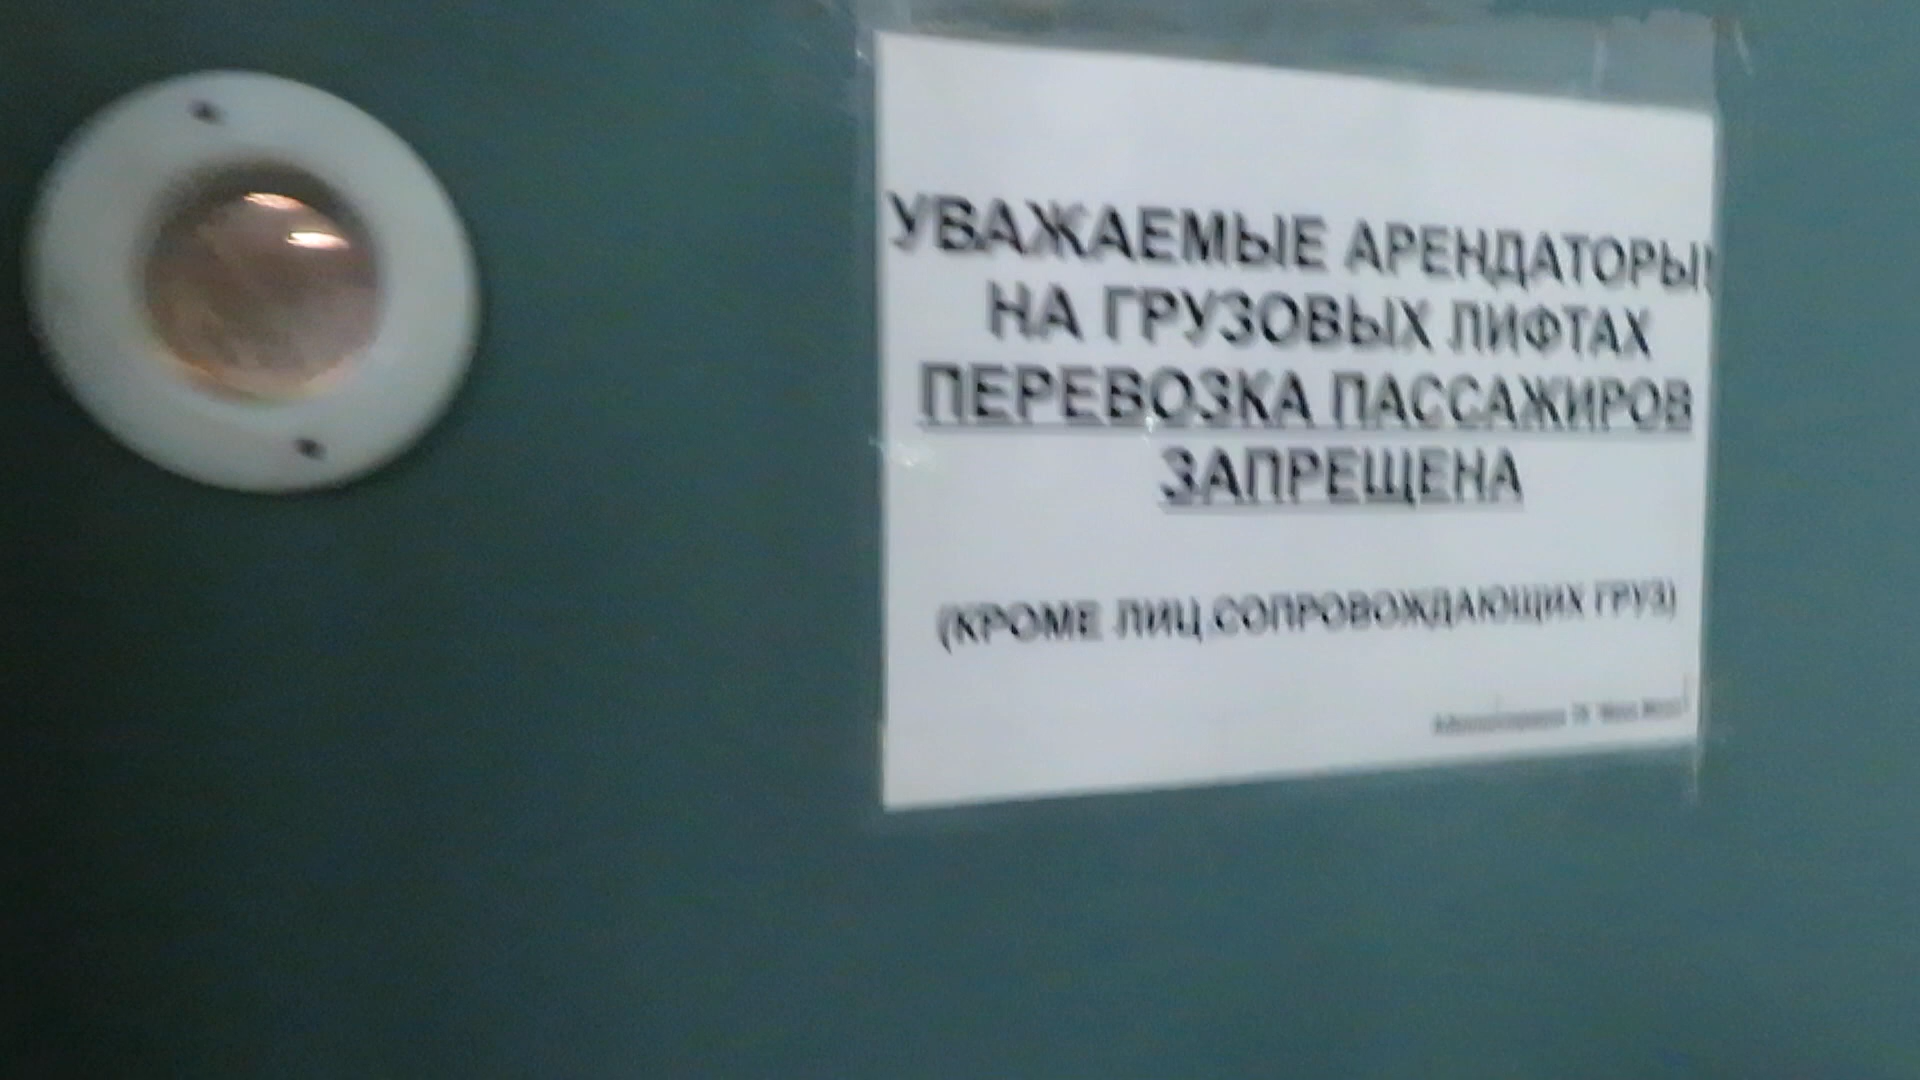 УВАЖАЕМЫЕ АРЕНДАТОРЫ!
НА ГРУЗОВЫХ ЛИФТАХ
ПЕРЕВОЗКА ПАССАЖИРОВ
ЗАПРЕЩЕНА
(КРОМЕ ЛИЦ СОПРОВОЖДАЮЩИХ ГРУЗ)